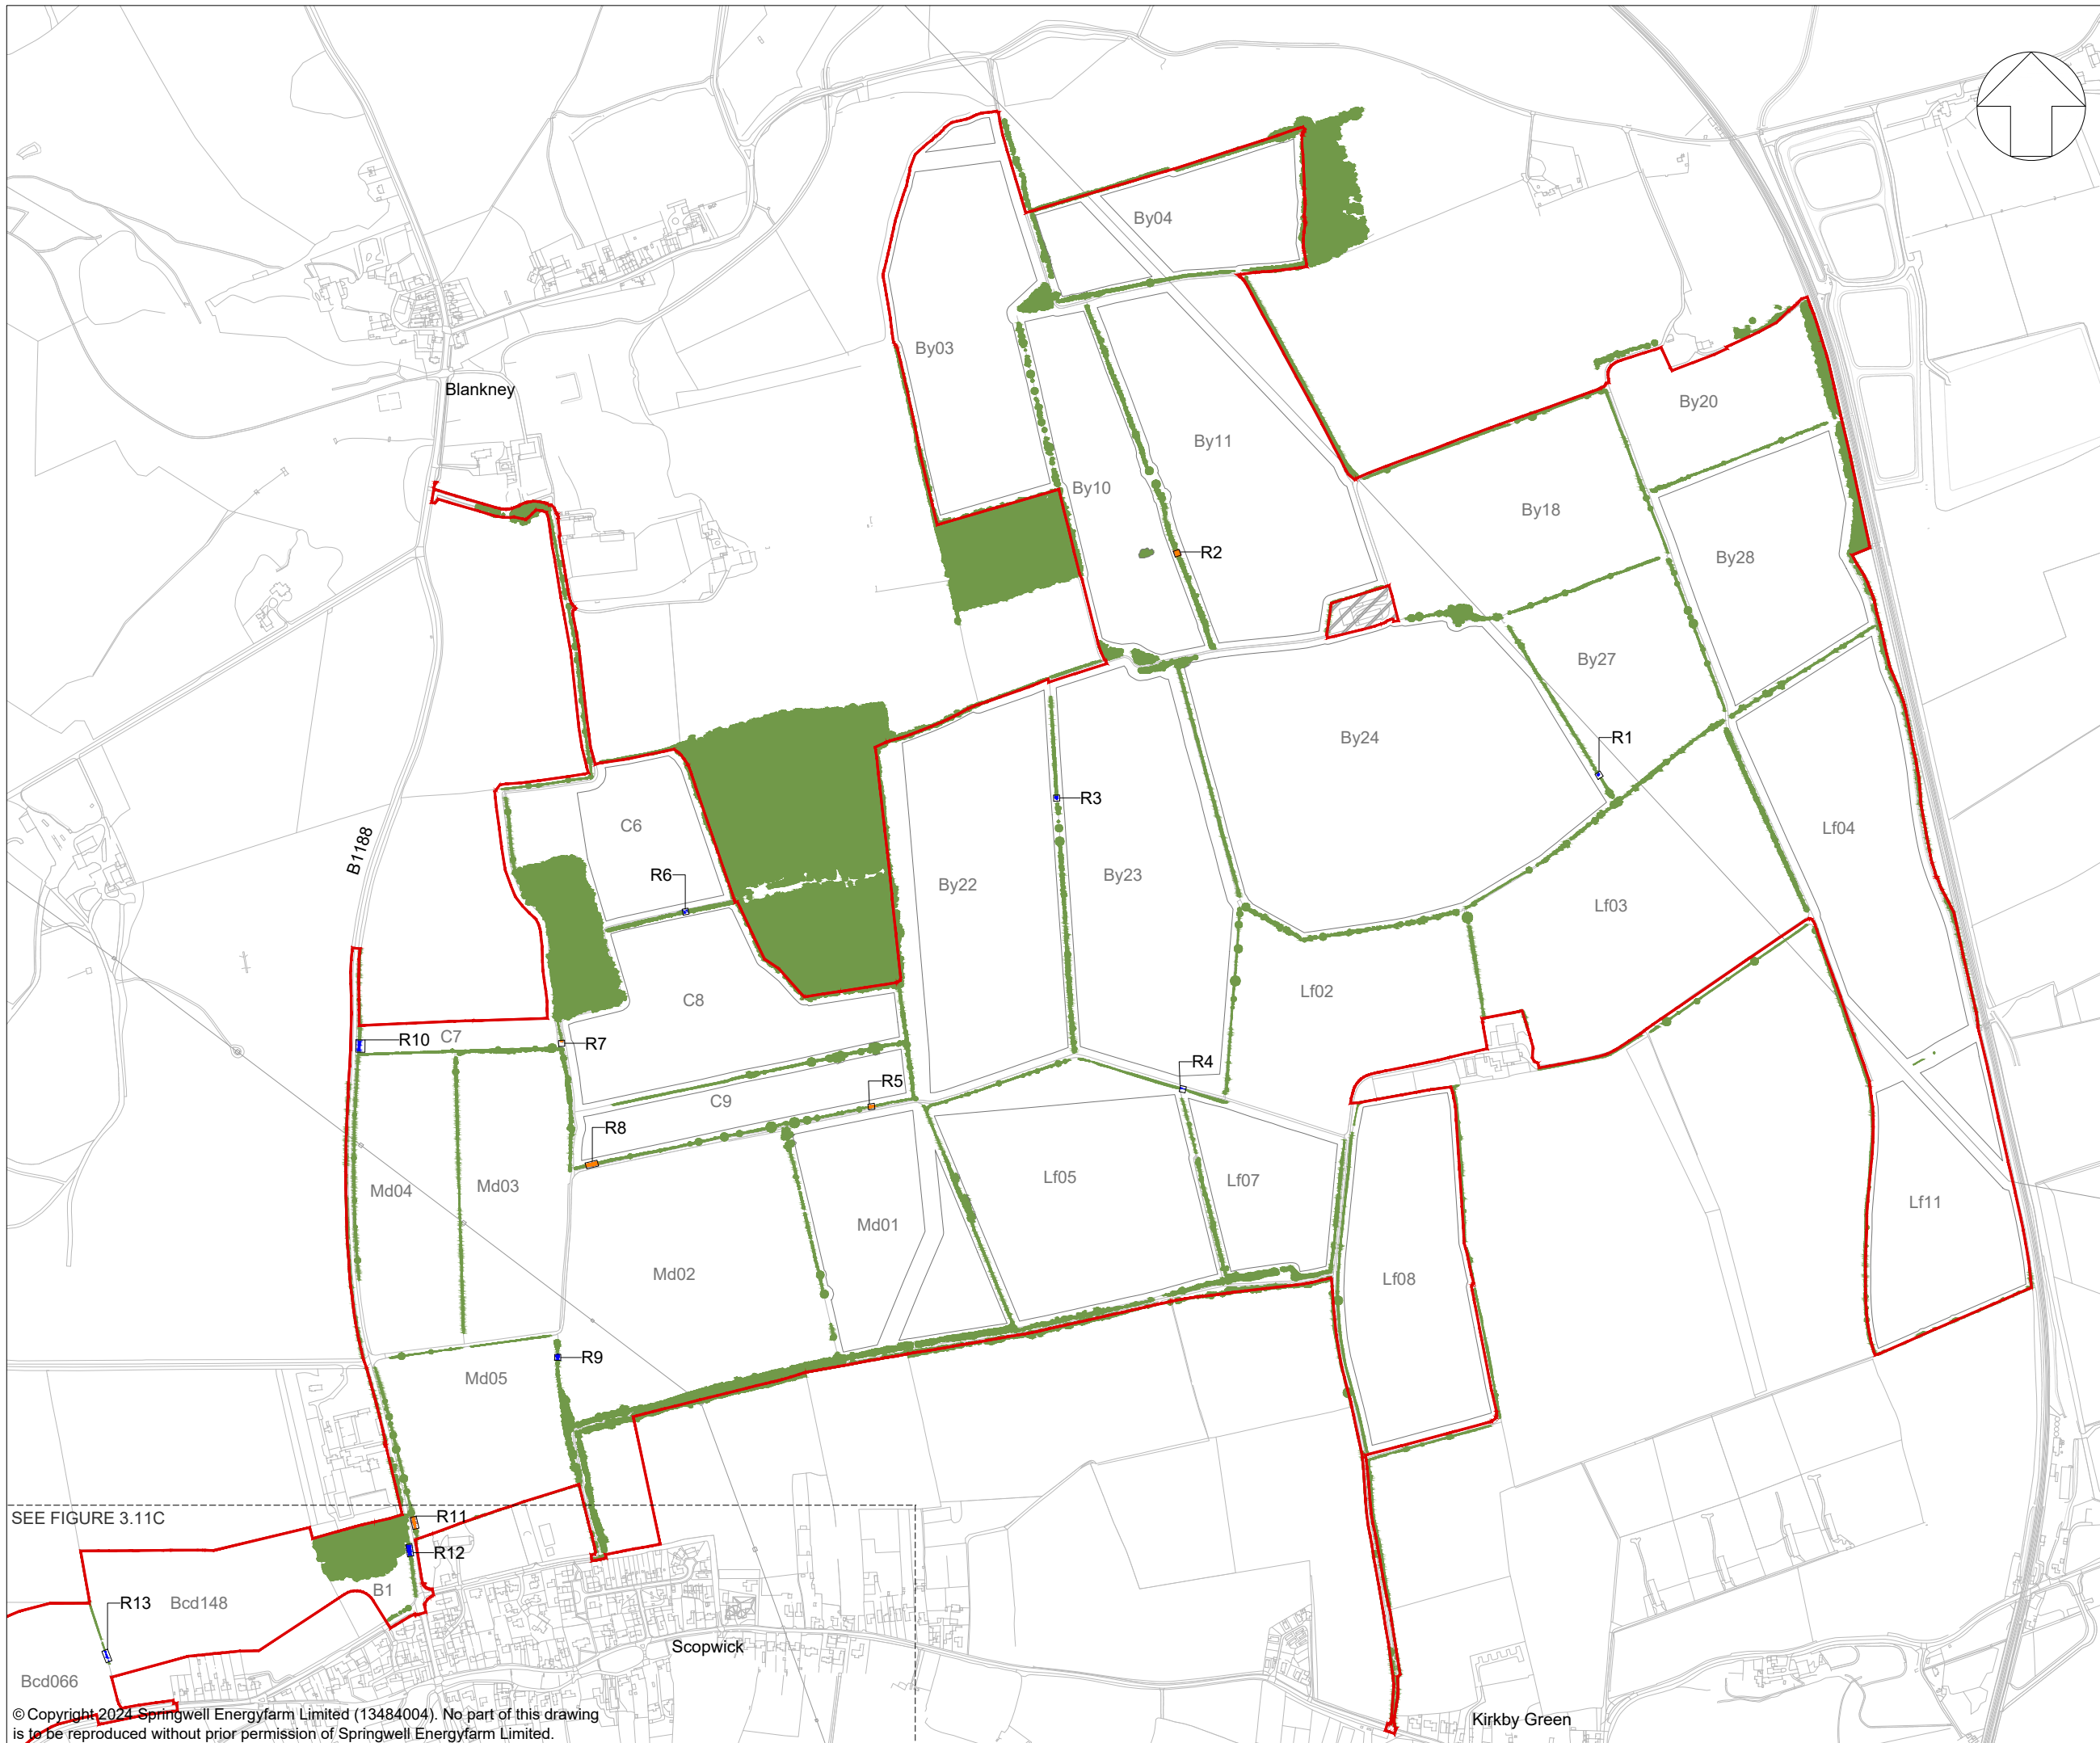 By04
By03
Blankney
By20
By11
By10
By18
R2
By28
By27
By24
R1
R3
C6
Lf04
B1188
R6
By22
By23
Lf03
C8
Lf02
C7
R10
R7
R4
R5
C9
R8
Md04
Md03
Lf05
Lf07
Lf11
Md01
Md02
Lf08
R9
Md05
SEE FIGURE 3.11C
R11
R12
B1
R13
Bcd148
Scopwick
Bcd066
© Copyright 2024 Springwell Energyfarm Limited (13484004). No part of this drawing
is to be reproduced without prior permission of Springwell Energyfarm Limited.
Kirkby Green